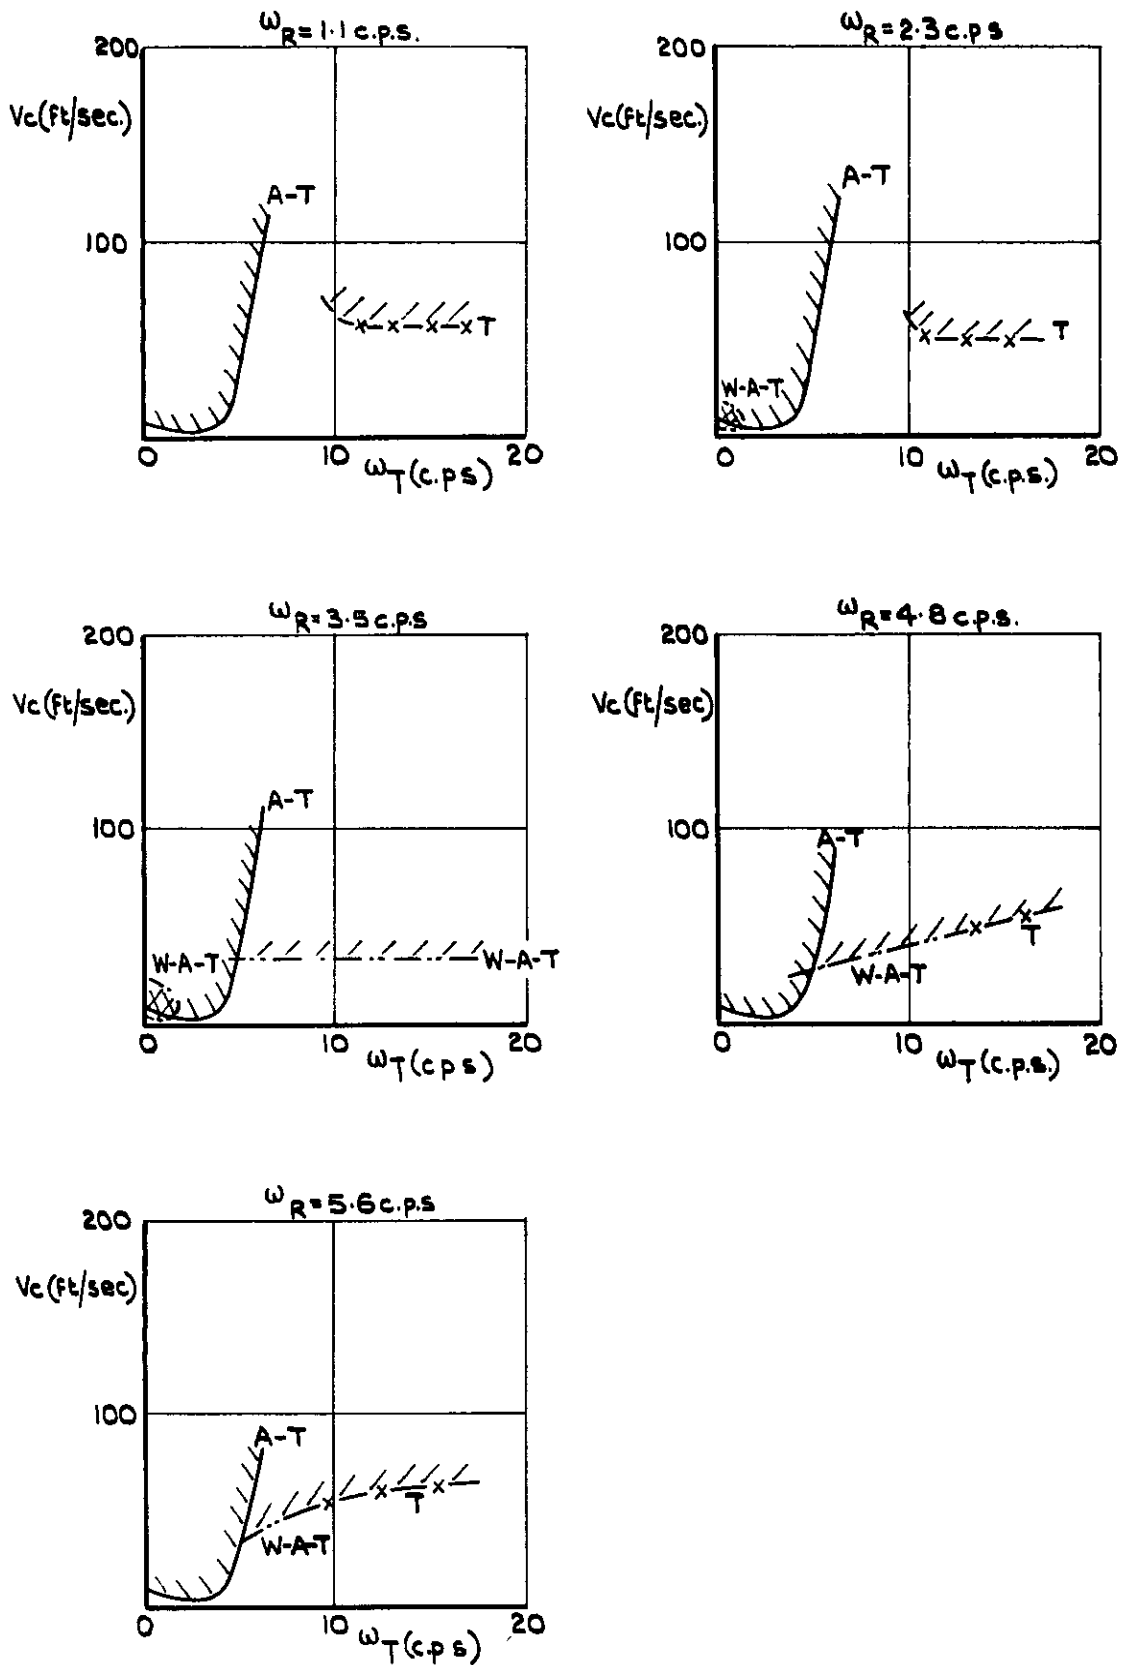 ωR=1·1 c.p.s.
200
Vc(ft/sec.)
A-T
100
T
0 10 20
ωT(c.p s)
ωR=2·3 c.p.s
200
Vc(ft/sec.)
A-T
100
T
W-A-T
0 10 20
ωT(c.p.s.)
ωR=3·5 c.p.s
200
Vc(ft/sec.)
A-T
100
W-A-T
W-A-T
0 10 20
ωT(c p s)
ωR=4·8 c.p.s.
200
Vc(ft/sec)
100
A-T
T
W-A-T
0 10 20
ωT(c.p.s.)
ωR=5·6 c.p.s
200
Vc(ft/sec)
100
A-T
T
W-A-T
0 10 20
ωT(c.p.s)